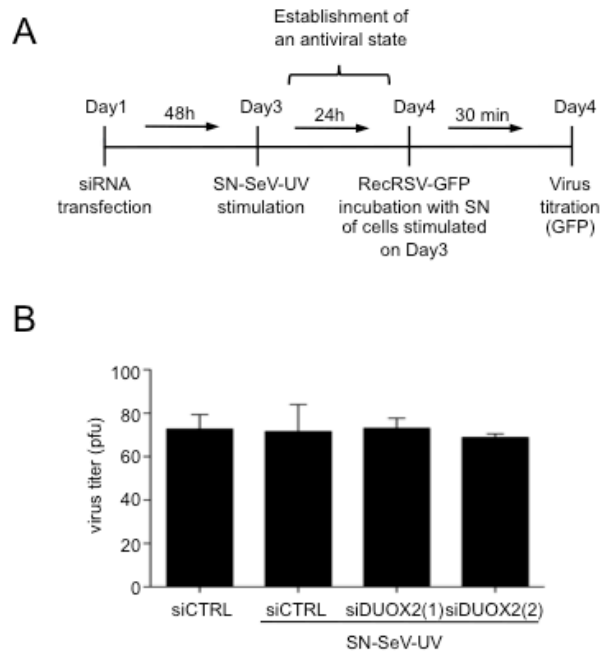 A
Establishment of
an antiviral state
Day1
48h
Day3
24h
Day4
30 min
Day4
siRNA
transfection
SN-SeV-UV
stimulation
RecRSV-GFP
incubation with SN
of cells stimulated
on Day3
Virus
titration
(GFP)
B
virus titer (pfu)
100
80
60
40
20
0
siCTRL
siCTRL
siDUOX2(1)
siDUOX2(2)
SN-SeV-UV